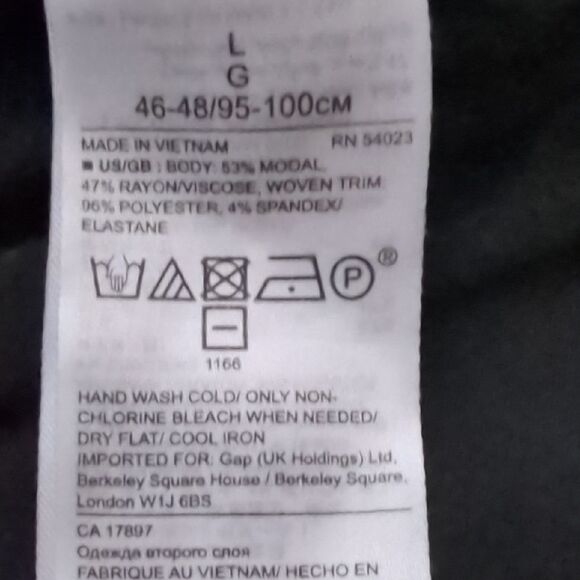 L
G
46-48/95-100CM
MADE IN VIETNAM RN 54023
■ US/GB : BODY: 53% MODAL,
47% RAYON/VISCOSE, WOVEN TRIM:
96% POLYESTER, 4% SPANDEX/
ELASTANE
P ®
1166
HAND WASH COLD/ ONLY NON-
CHLORINE BLEACH WHEN NEEDED/
DRY FLAT/ COOL IRON
IMPORTED FOR: Gap (UK Holdings) Ltd,
Berkeley Square House / Berkeley Square,
London W1J 6BS
CA 17897
Одежда второго слоя
FABRIQUE AU VIETNAM/ HECHO EN